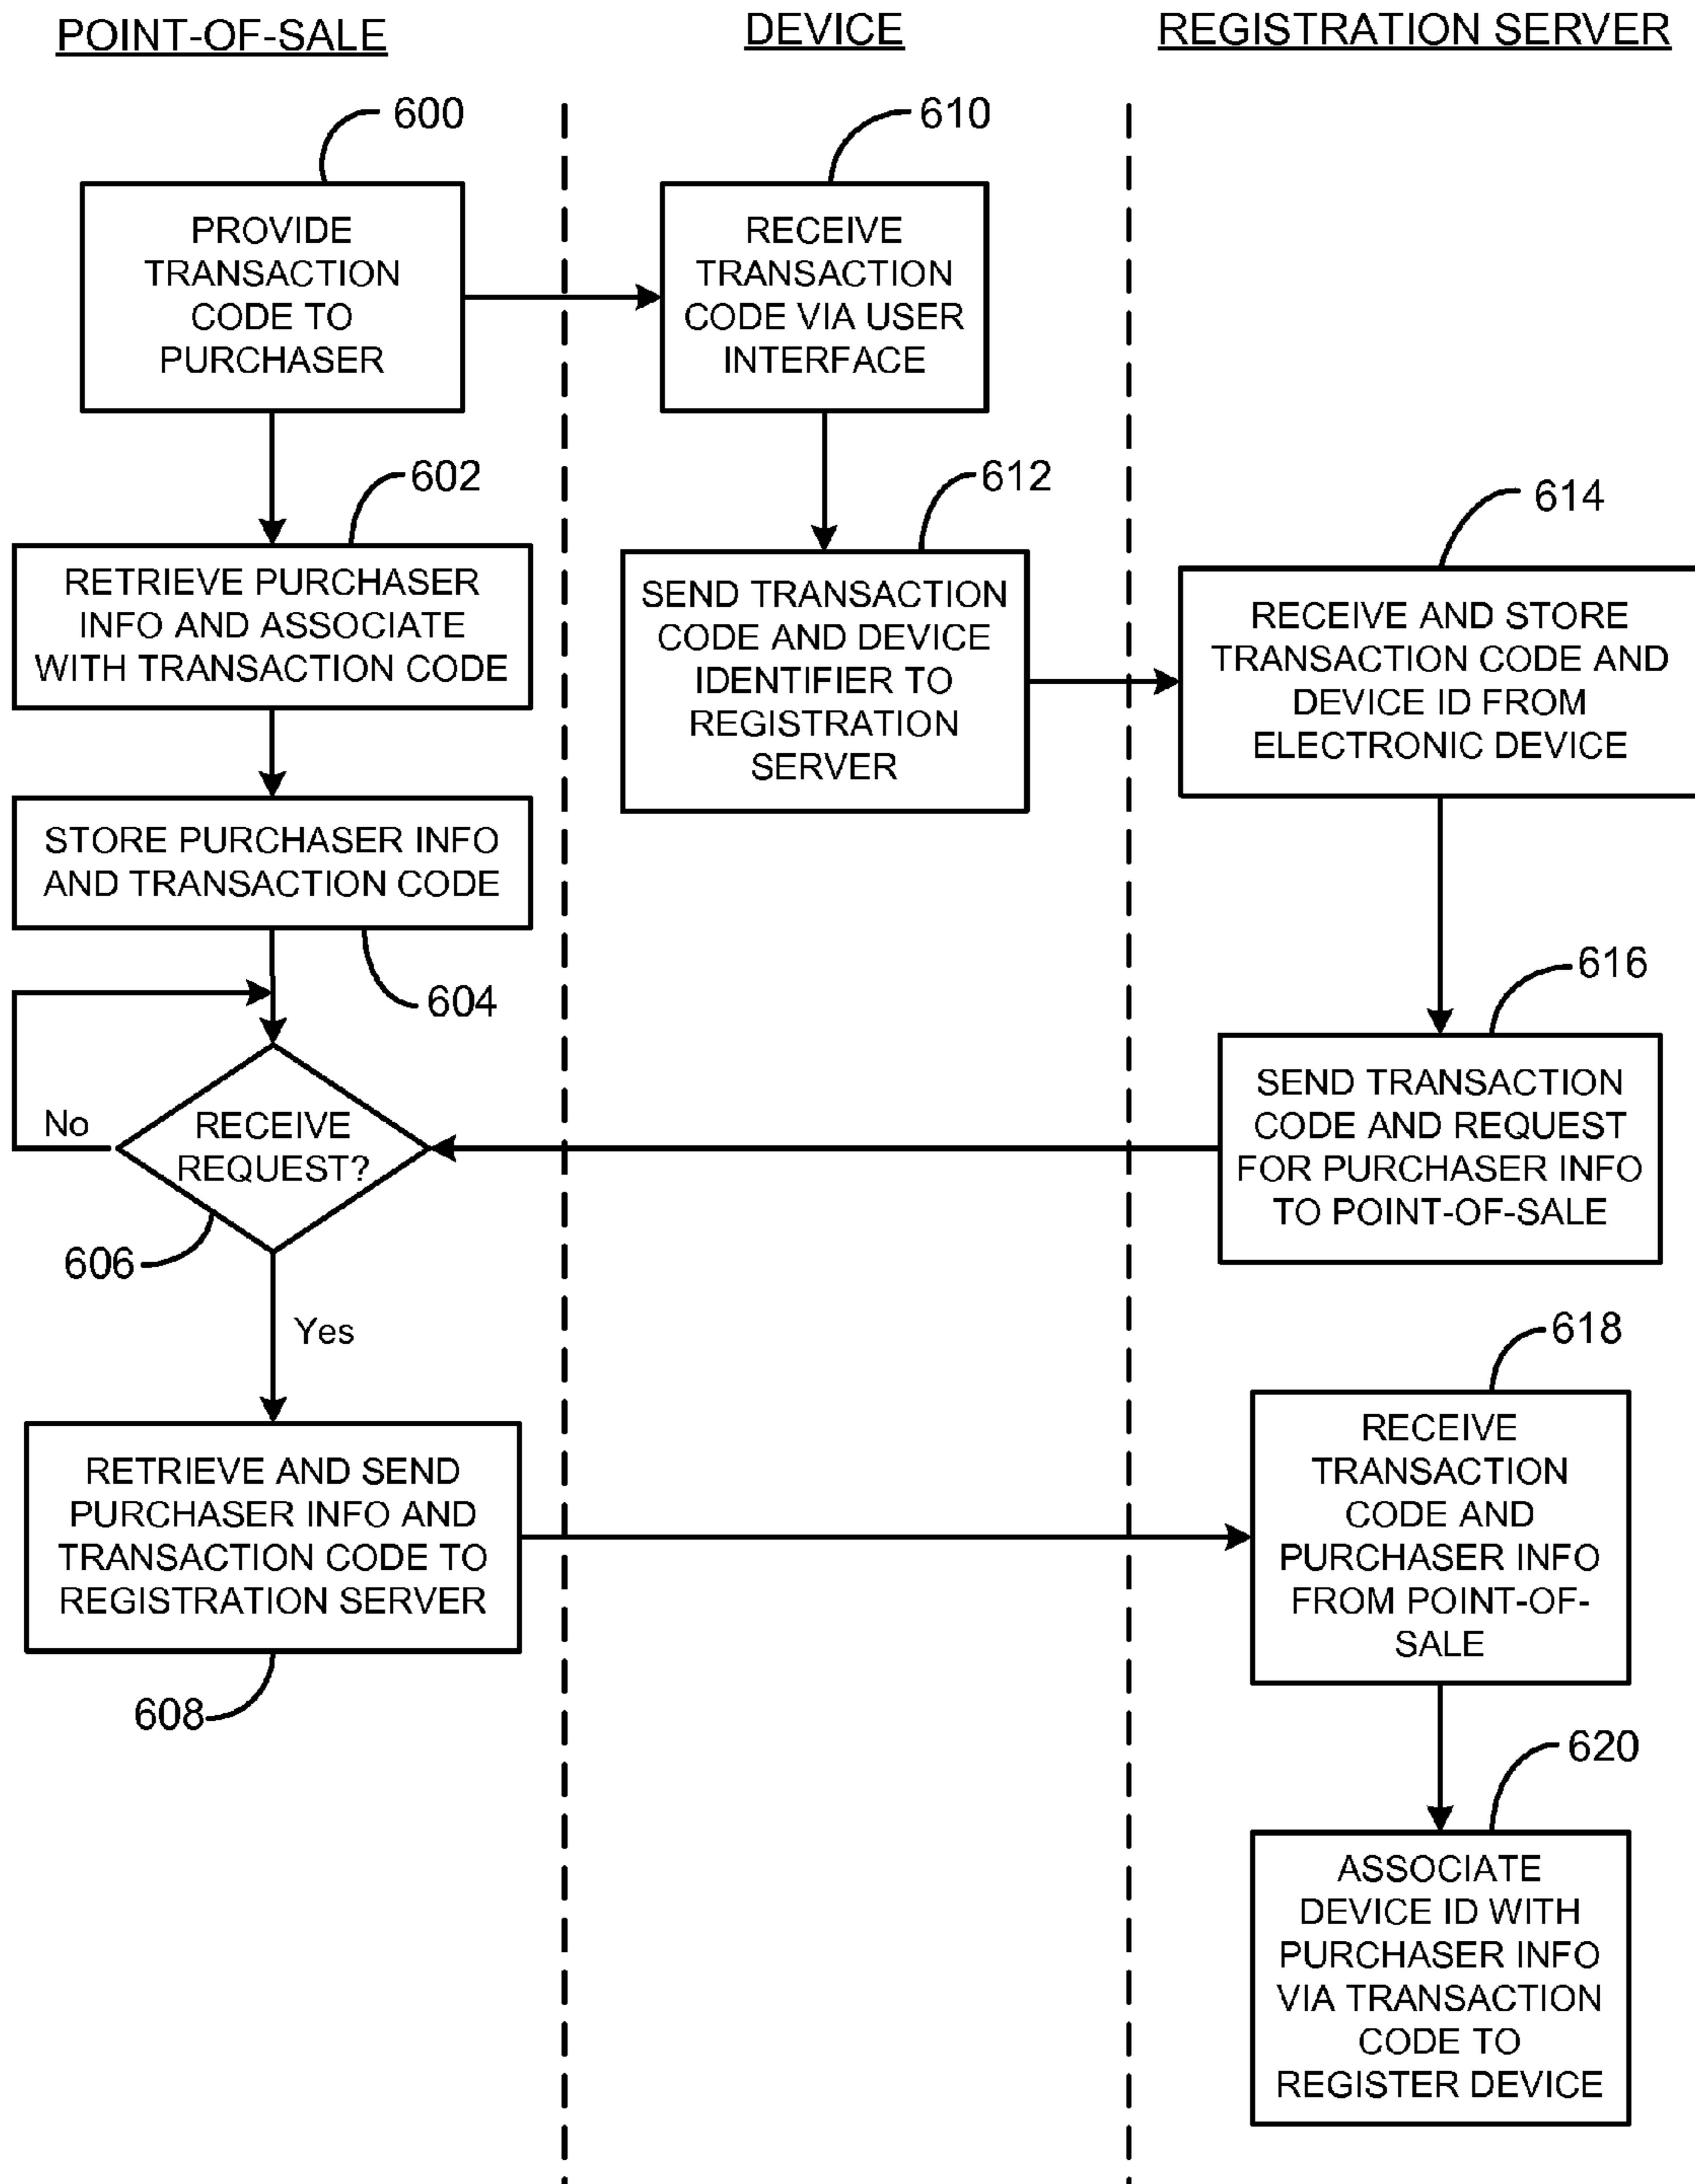 POINT-OF-SALE
DEVICE
REGISTRATION SERVER
600
PROVIDE
TRANSACTION
CODE TO
PURCHASER
610
RECEIVE
TRANSACTION
CODE VIA USER
INTERFACE
602
RETRIEVE PURCHASER
INFO AND ASSOCIATE
WITH TRANSACTION CODE
612
SEND TRANSACTION
CODE AND DEVICE
IDENTIFIER TO
REGISTRATION
SERVER
614
RECEIVE AND STORE
TRANSACTION CODE AND
DEVICE ID FROM
ELECTRONIC DEVICE
STORE PURCHASER INFO
AND TRANSACTION CODE
604
616
SEND TRANSACTION
CODE AND REQUEST
FOR PURCHASER INFO
TO POINT-OF-SALE
No
RECEIVE
REQUEST?
606
Yes
618
RECEIVE
TRANSACTION
CODE AND
PURCHASER INFO
FROM POINT-OF-
SALE
RETRIEVE AND SEND
PURCHASER INFO AND
TRANSACTION CODE TO
REGISTRATION SERVER
608
620
ASSOCIATE
DEVICE ID WITH
PURCHASER INFO
VIA TRANSACTION
CODE TO
REGISTER DEVICE